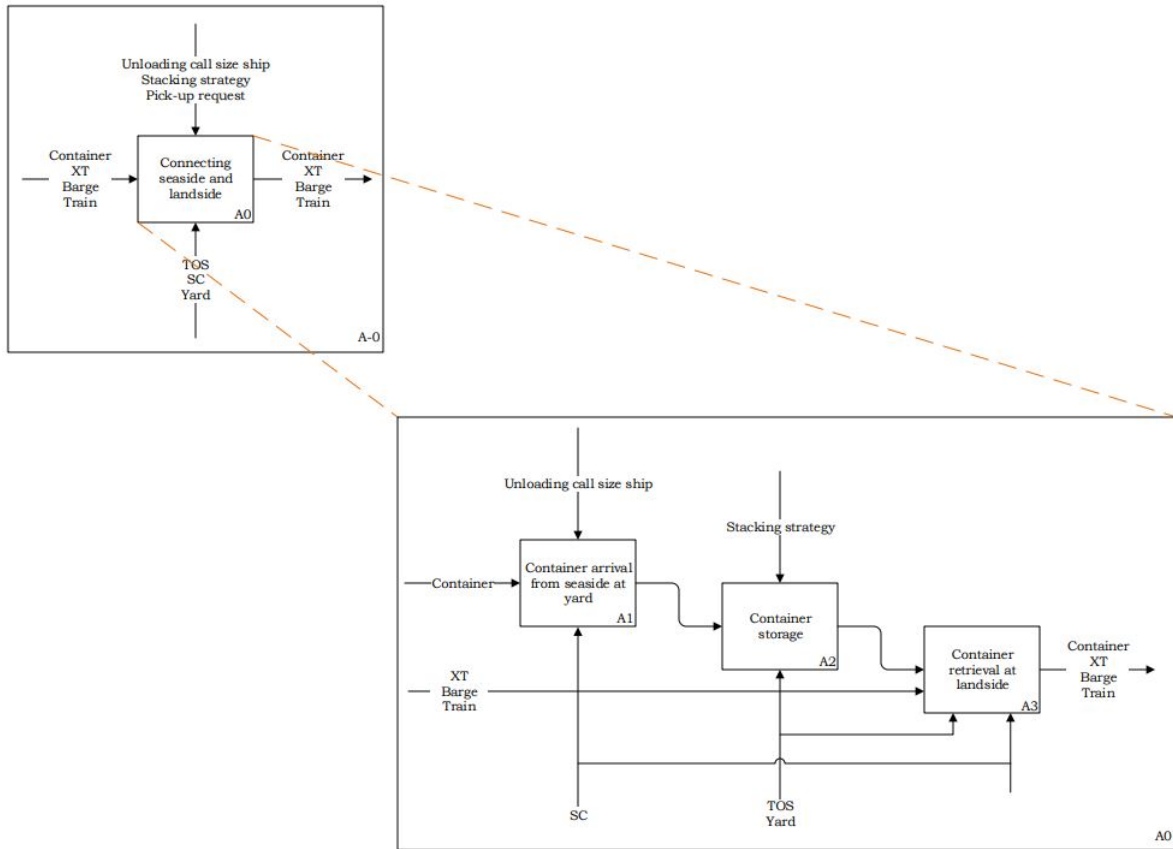 Unloading call size ship
Stacking strategy
Pick-up request
Container
XT
Barge
Train
Connecting
seaside and
landside
A0
Container
XT
Barge
Train
TOS
SC
Yard
A-0
Unloading call size ship
Stacking strategy
Container
Container arrival
from seaside at
yard
A1
Container
storage
A2
XT
Barge
Train
Container
retrieval at
landside
A3
Container
XT
Barge
Train
SC
TOS
Yard
A0